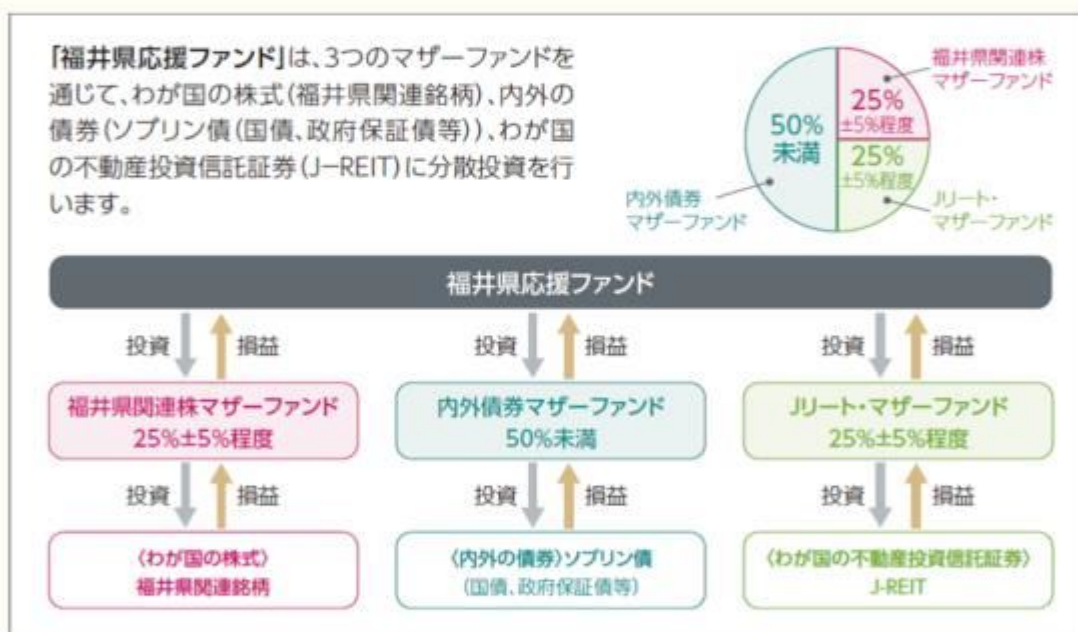 「福井県応援ファンド」は、3つのマザーファンドを
通じて、わが国の株式(福井県関連銘柄)、内外の
債券(ソブリン債(国債、政府保証債等))、わが国
の不動産投資信託証券(J-REIT)に分散投資を行
います。
福井県関連株
マザーファンド
25%
±5%程度
50%
未満
25%
±5%程度
内外債券
マザーファンド
Jリート・
マザーファンド
福井県応援ファンド
投資 損益 投資 損益 投資 損益
福井県関連株マザーファンド
25%±5%程度
内外債券マザーファンド
50%未満
Jリート・マザーファンド
25%±5%程度
投資 損益 投資 損益 投資 損益
〈わが国の株式〉
福井県関連銘柄
〈内外の債券〉ソブリン債
(国債、政府保証債等)
〈わが国の不動産投資信託証券〉
J-REIT